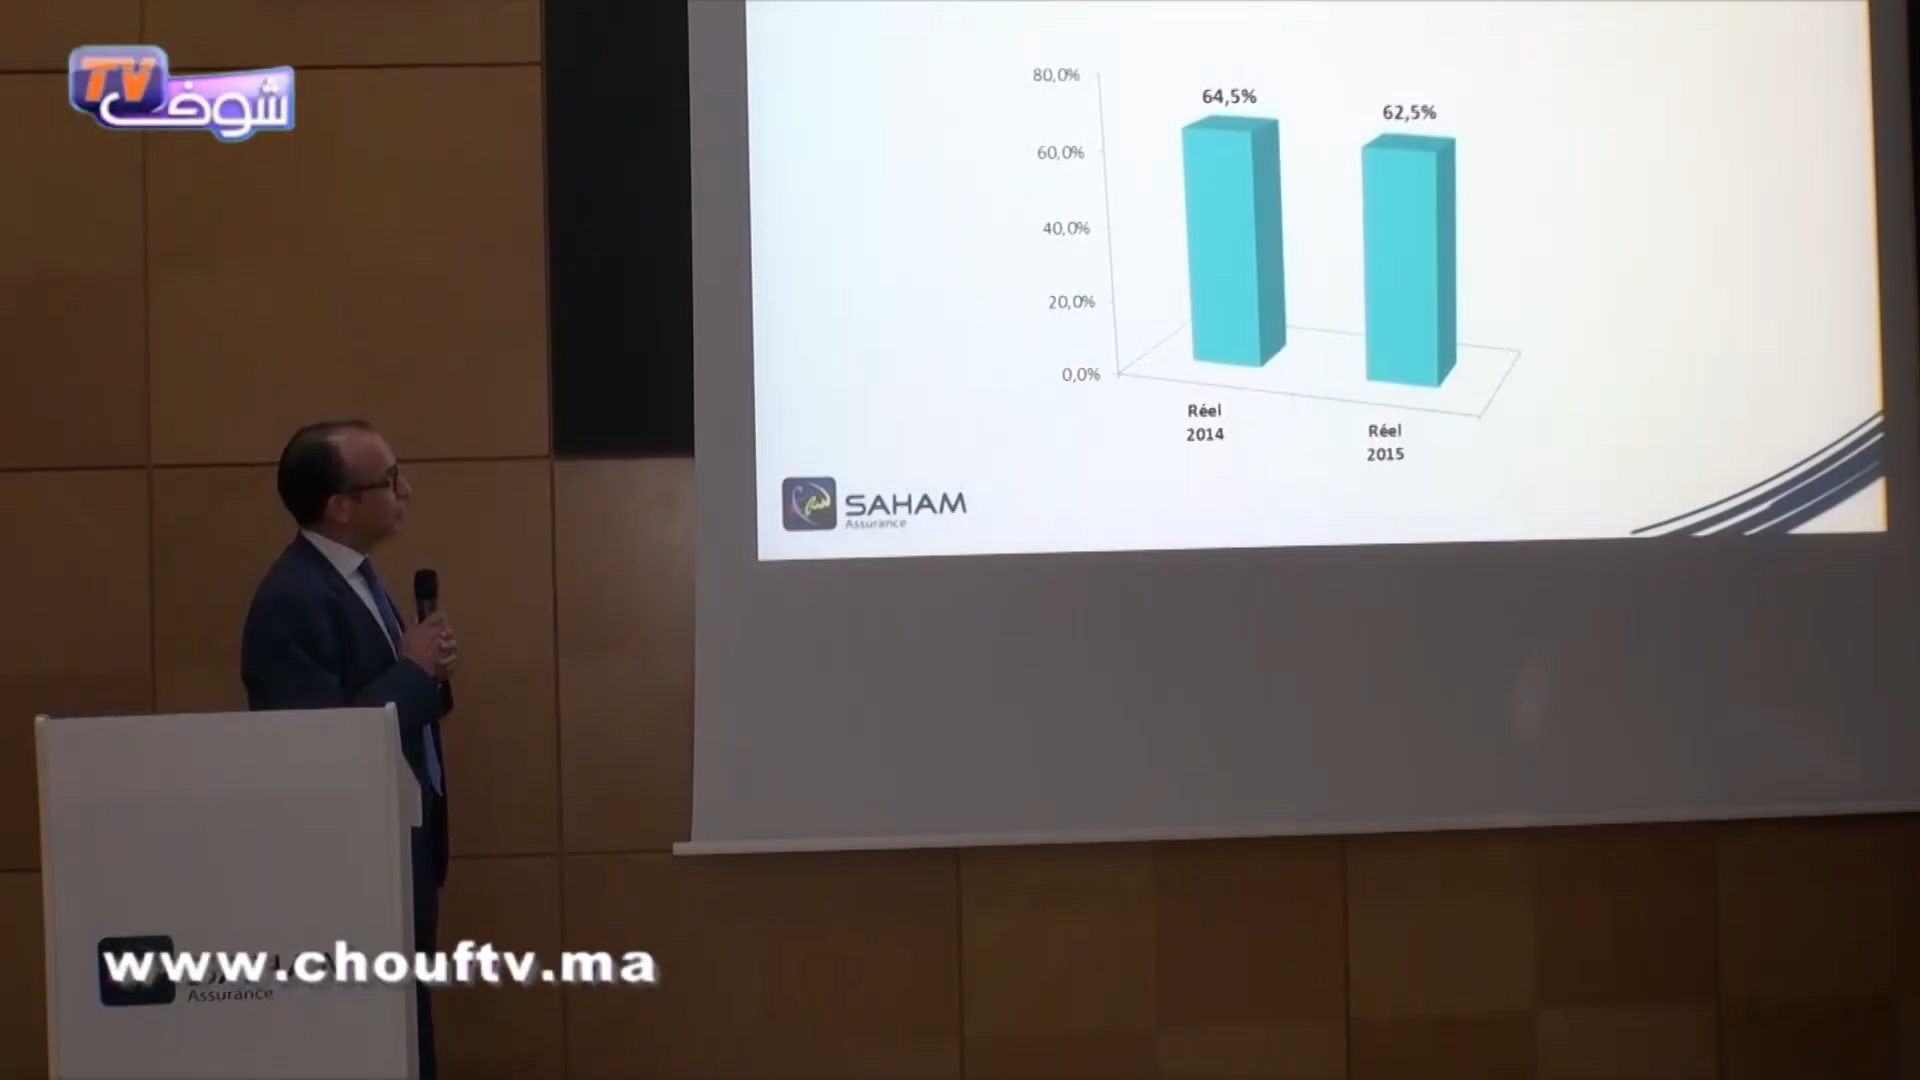 TV
شوف
80,0%
64,5%
62,5%
60,0%
40,0%
20,0%
0,0%
Réel
2014
Réel
2015
SAHAM
Assurance
www.chouftv.ma
Assurance